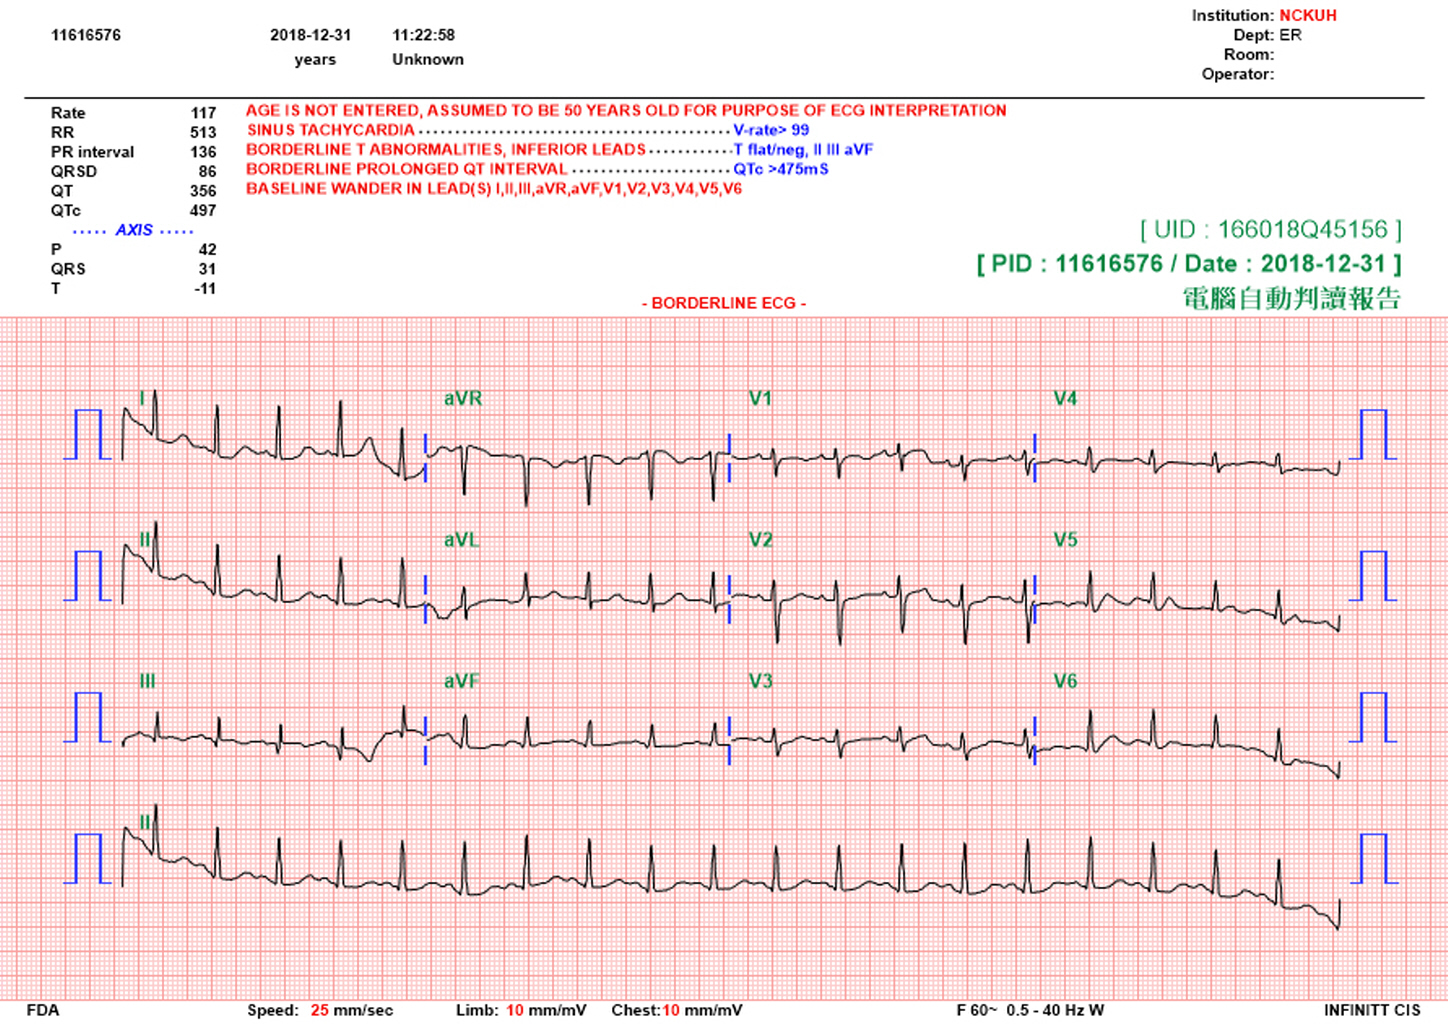 Institution: NCKUH
11616576 2018-12-31 11:22:58 Dept: ER
years Unknown Room:
Operator:
Rate 117 AGE IS NOT ENTERED, ASSUMED TO BE 50 YEARS OLD FOR PURPOSE OF ECG INTERPRETATION
RR 513 SINUS TACHYCARDIA ........................................... V-rate> 99
PR interval 136 BORDERLINE T ABNORMALITIES, INFERIOR LEADS ............ T flat/neg, II III aVF
QRSD 86 BORDERLINE PROLONGED QT INTERVAL ...................... QTc >475mS
QT 356 BASELINE WANDER IN LEAD(S) I,II,III,aVR,aVF,V1,V2,V3,V4,V5,V6
QTc 497
..... AXIS .....
P 42
QRS 31
T -11
[ UID : 166018Q45156 ]
[ PID : 11616576 / Date : 2018-12-31 ]
電腦自動判讀報告
- BORDERLINE ECG -
I aVR V1 V4
II aVL V2 V5
III aVF V3 V6
II
FDA Speed: 25 mm/sec Limb: 10 mm/mV Chest:10 mm/mV F 60~ 0.5 - 40 Hz W INFINITT CIS